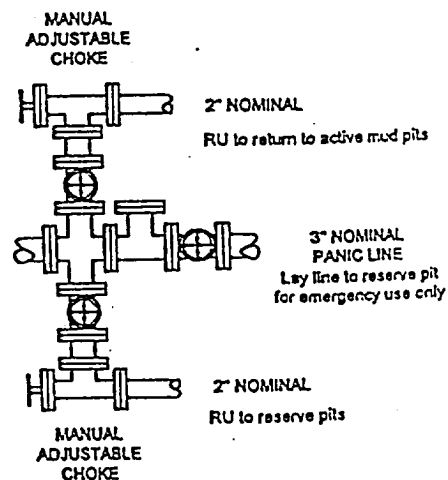 MANUAL
ADJUSTABLE
CHOKE
2" NOMINAL
RU to return to active mud pits
3" NOMINAL
PANIC LINE
Lay line to reserve pit
for emergency use only
2" NOMINAL
RU to reserve pits
MANUAL
ADJUSTABLE
CHOKE